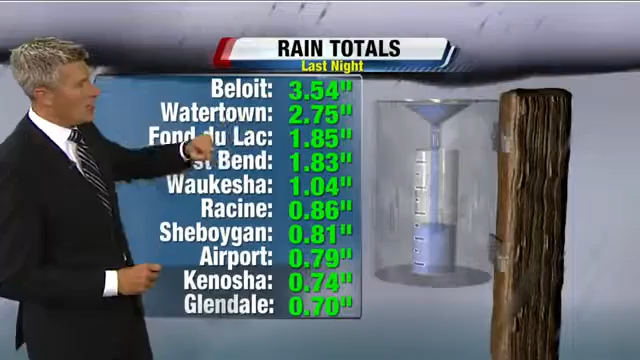 RAIN TOTALS
Last Night
Beloit: 3.54"
Watertown: 2.75"
Fond du Lac: 1.85"
st Bend: 1.83"
Waukesha: 1.04"
Racine: 0.86"
Sheboygan: 0.81"
Airport: 0.79"
Kenosha: 0.74"
Glendale: 0.70"